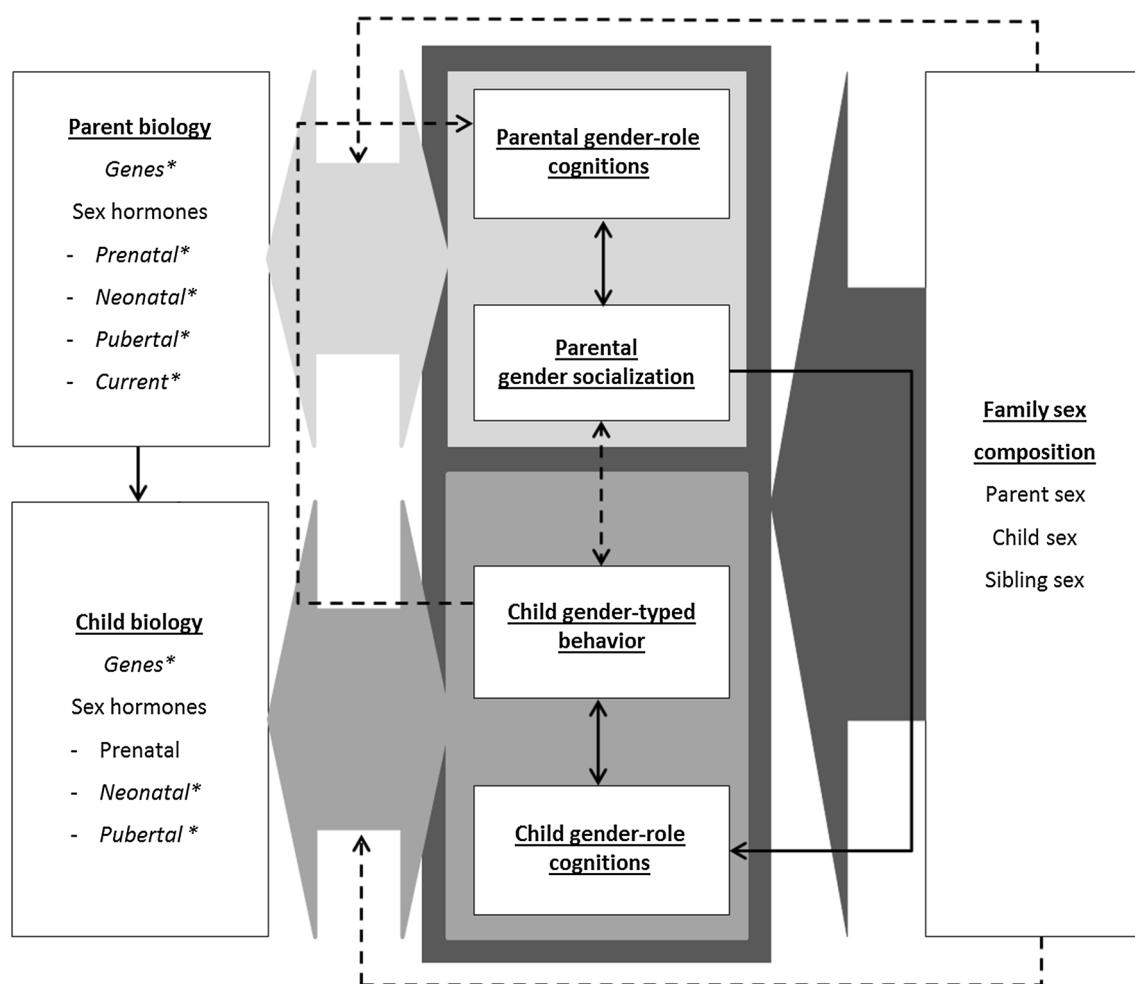 Parent biology
Genes*
Sex hormones
- Prenatal*
- Neonatal*
- Pubertal*
- Current*
Child biology
Genes*
Sex hormones
- Prenatal
- Neonatal*
- Pubertal *
Parental gender-role
cognitions
Parental
gender socialization
Child gender-typed
behavior
Child gender-role
cognitions
Family sex
composition
Parent sex
Child sex
Sibling sex